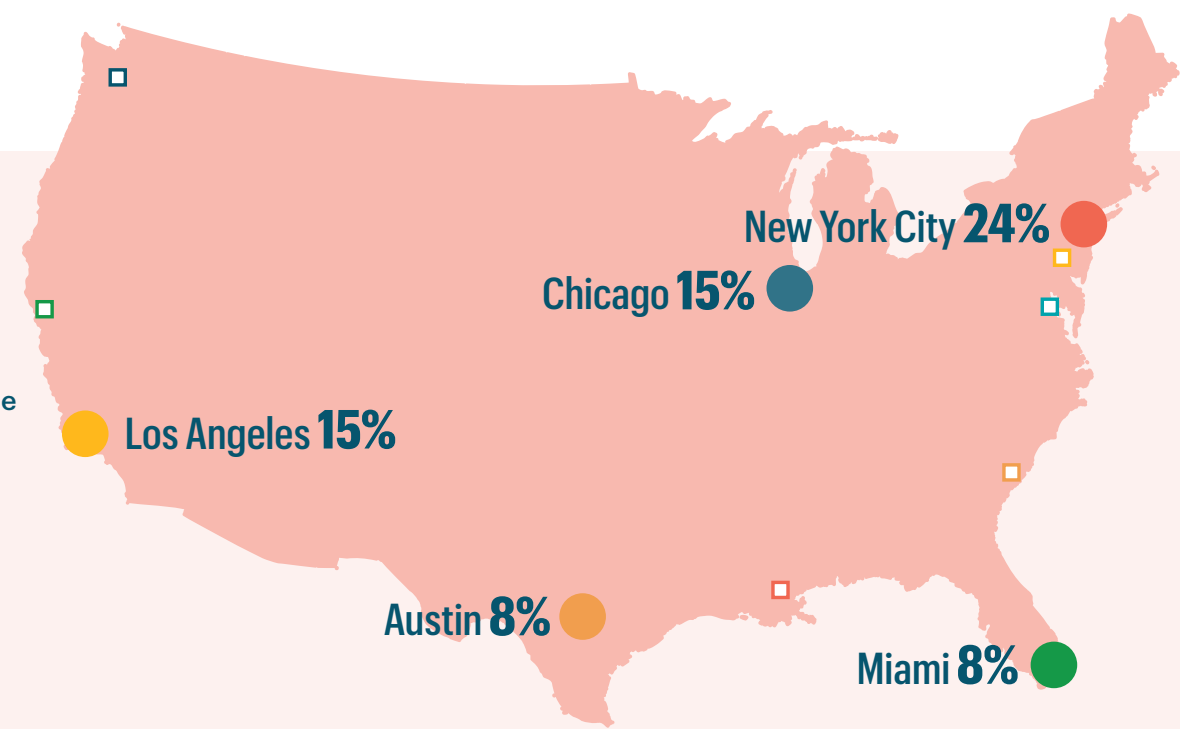 New York City 24%
Chicago 15%
e
Los Angeles 15%
Austin 8%
Miami 8%